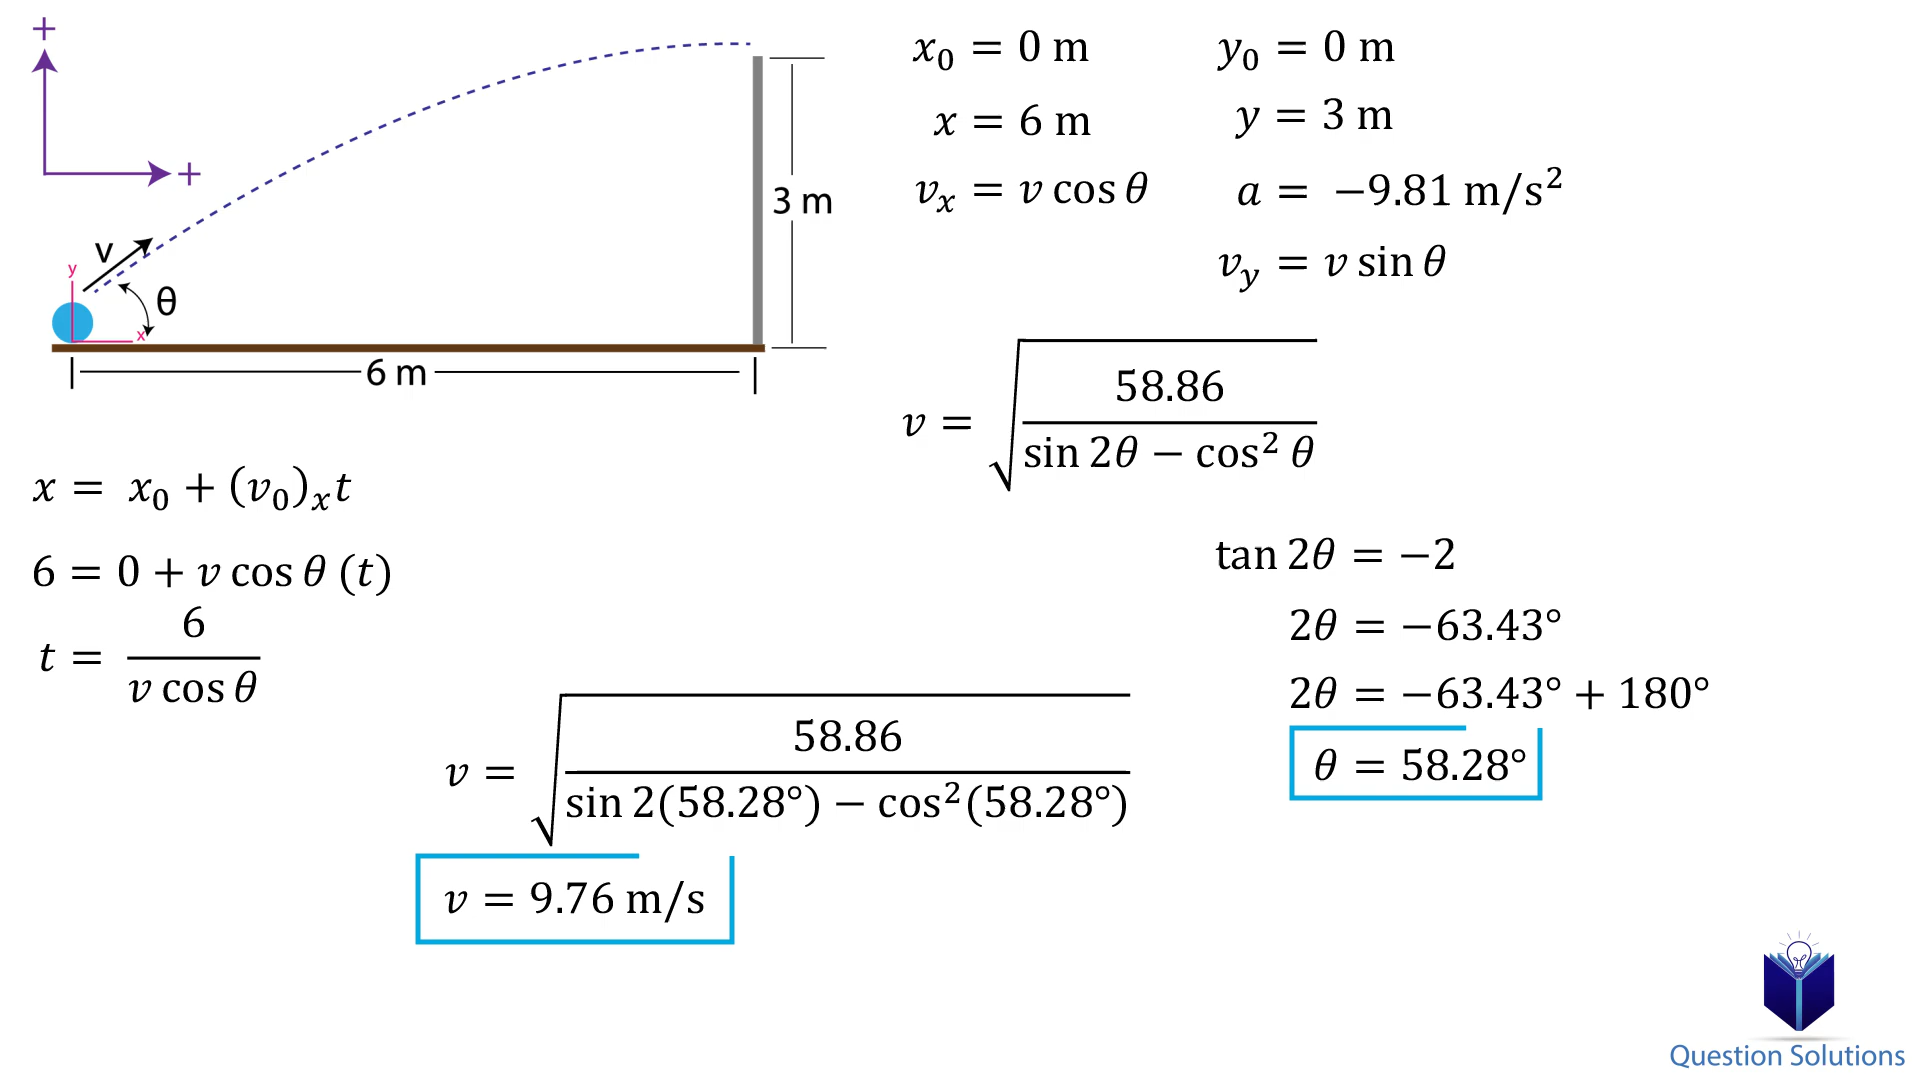 +
+
v
y
θ
x
3 m
6 m
x₀ = 0 m
x = 6 m
vₓ = v cos θ
y₀ = 0 m
y = 3 m
a = −9.81 m/s²
v_y = v sin θ
v = √(58.86 / (sin 2θ − cos² θ))
x = x₀ + (v₀)ₓt
6 = 0 + v cos θ (t)
t = 6 / (v cos θ)
tan 2θ = −2
2θ = −63.43°
2θ = −63.43° + 180°
θ = 58.28°
v = √(58.86 / (sin 2(58.28°) − cos²(58.28°)))
v = 9.76 m/s
Question Solutions